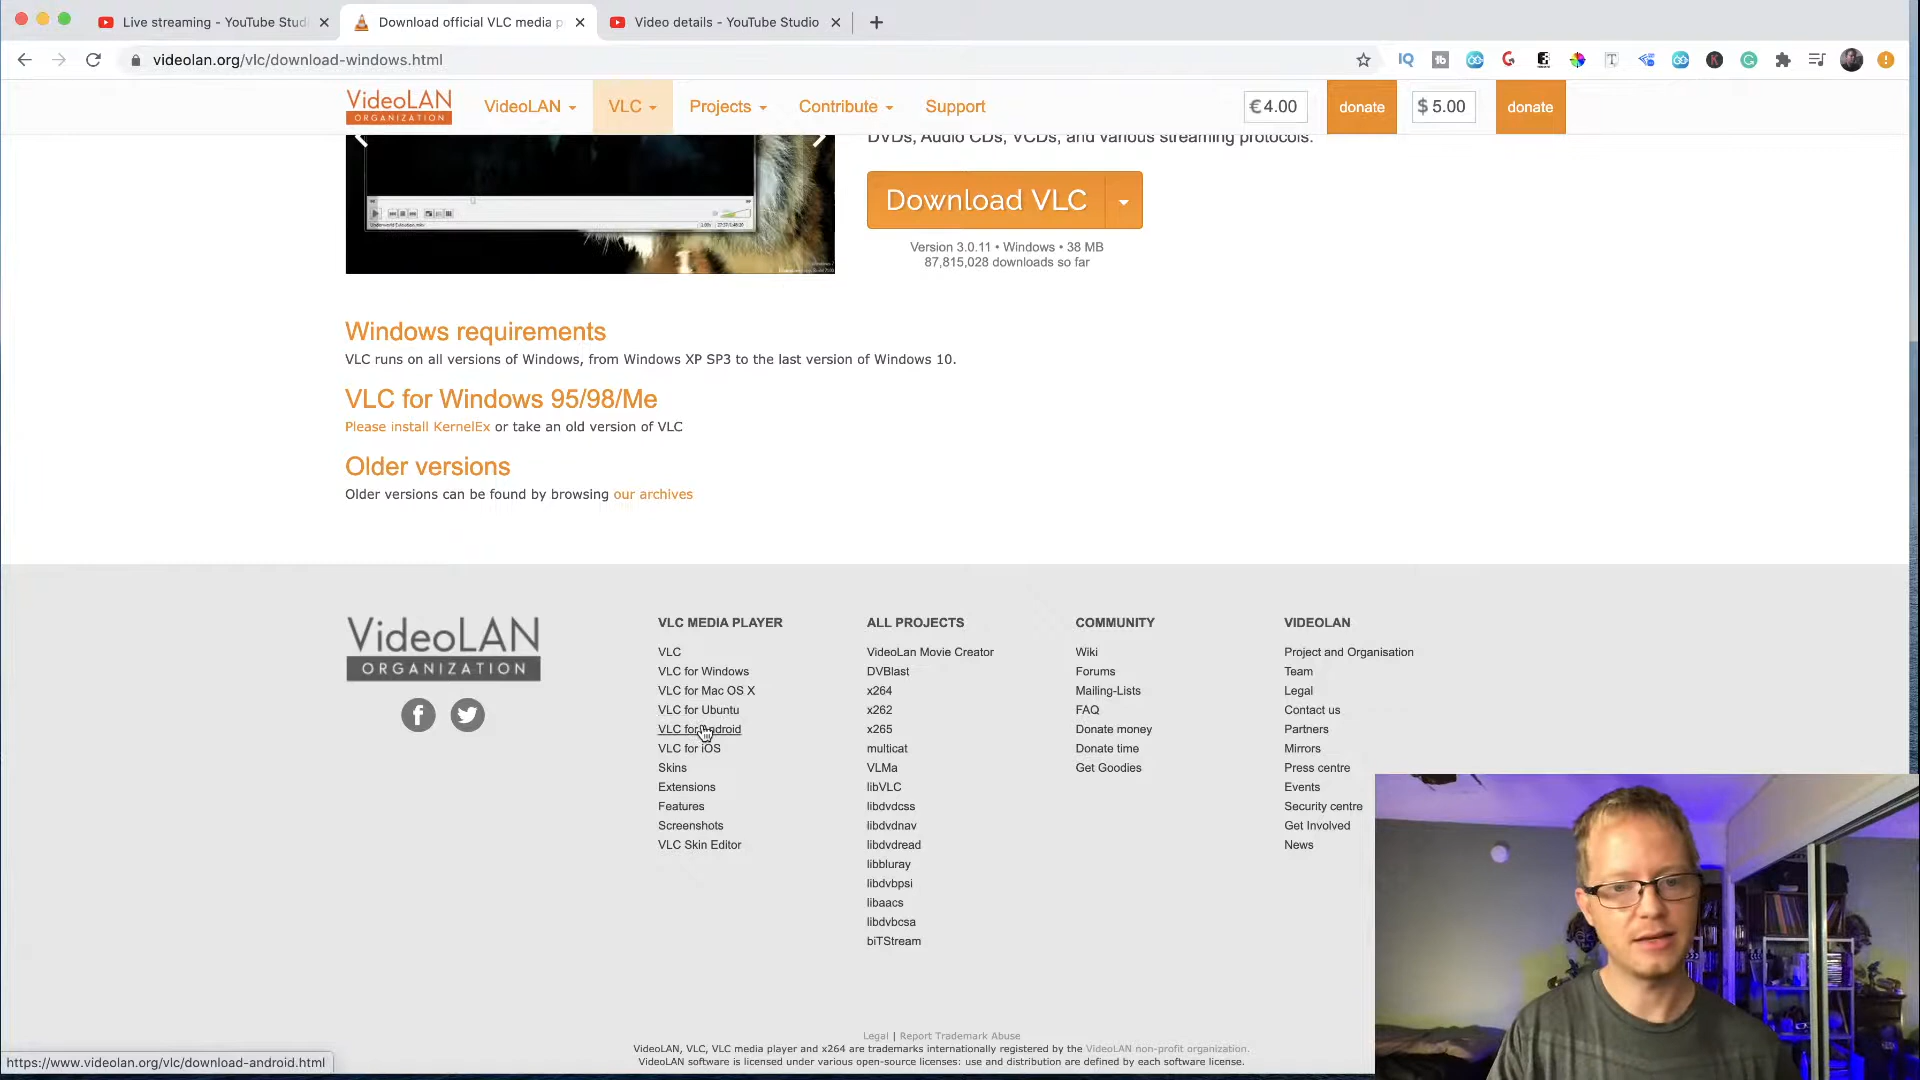 Live streaming - YouTube Stud
Download official VLC media p
Video details - YouTube Studio
videolan.org/vlc/download-windows.html
VideoLAN
ORGANIZATION
VideoLAN
VLC
Projects
Contribute
Support
€ 4.00
donate
$ 5.00
donate
DVDs, Audio CDs, VCDs, and various streaming protocols.
Download VLC
Version 3.0.11 • Windows • 38 MB
87,815,028 downloads so far
Windows requirements
VLC runs on all versions of Windows, from Windows XP SP3 to the last version of Windows 10.
VLC for Windows 95/98/Me
Please install KernelEx or take an old version of VLC
Older versions
Older versions can be found by browsing our archives
VideoLAN
ORGANIZATION
VLC MEDIA PLAYER
VLC
VLC for Windows
VLC for Mac OS X
VLC for Ubuntu
VLC for Android
VLC for iOS
Skins
Extensions
Features
Screenshots
VLC Skin Editor
ALL PROJECTS
VideoLan Movie Creator
DVBlast
x264
x262
x265
multicat
VLMa
libVLC
libdvdcss
libdvdnav
libdvdread
libbluray
libdvbpsi
libaacs
libdvbcsa
biTStream
COMMUNITY
Wiki
Forums
Mailing-Lists
FAQ
Donate money
Donate time
Get Goodies
VIDEOLAN
Project and Organisation
Team
Legal
Contact us
Partners
Mirrors
Press centre
Events
Security centre
Get Involved
News
Legal | Report Trademark Abuse
VideoLAN, VLC, VLC media player and x264 are trademarks internationally registered by the VideoLAN non-profit organization.
VideoLAN software is licensed under various open-source licenses: use and distribution are defined by each software license.
https://www.videolan.org/vlc/download-android.html